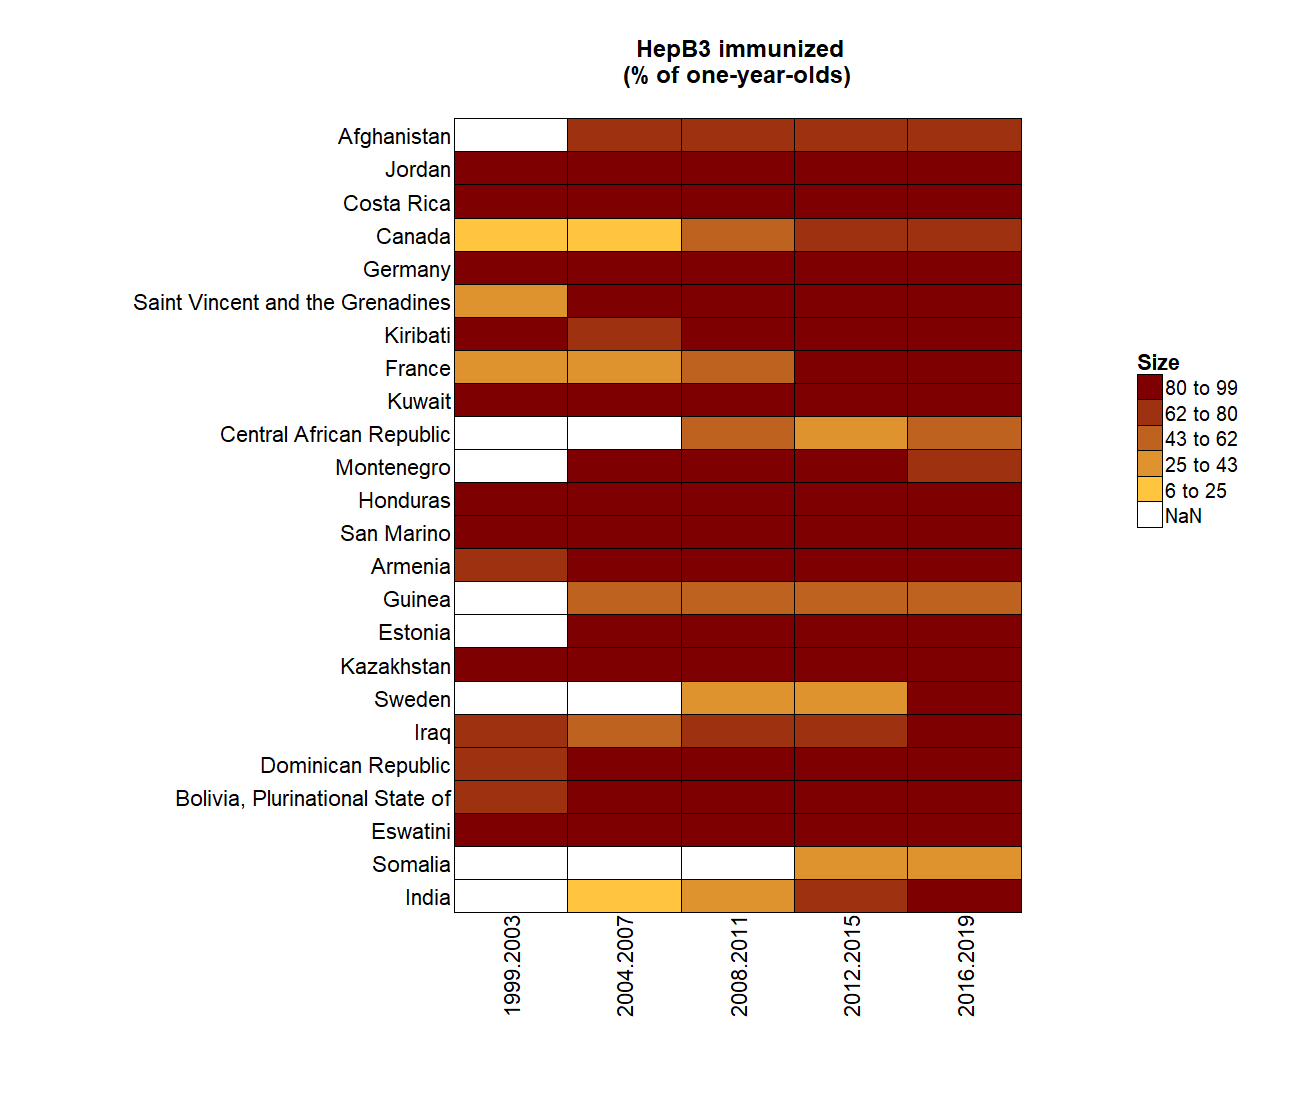 HepB3 immunized
(% of one-year-olds)
Afghanistan
Jordan
Costa Rica
Canada
Germany
Saint Vincent and the Grenadines
Kiribati
France
Kuwait
Central African Republic
Montenegro
Honduras
San Marino
Armenia
Guinea
Estonia
Kazakhstan
Sweden
Iraq
Dominican Republic
Bolivia, Plurinational State of
Eswatini
Somalia
India
1999.2003
2004.2007
2008.2011
2012.2015
2016.2019
Size
80 to 99
62 to 80
43 to 62
25 to 43
6 to 25
NaN